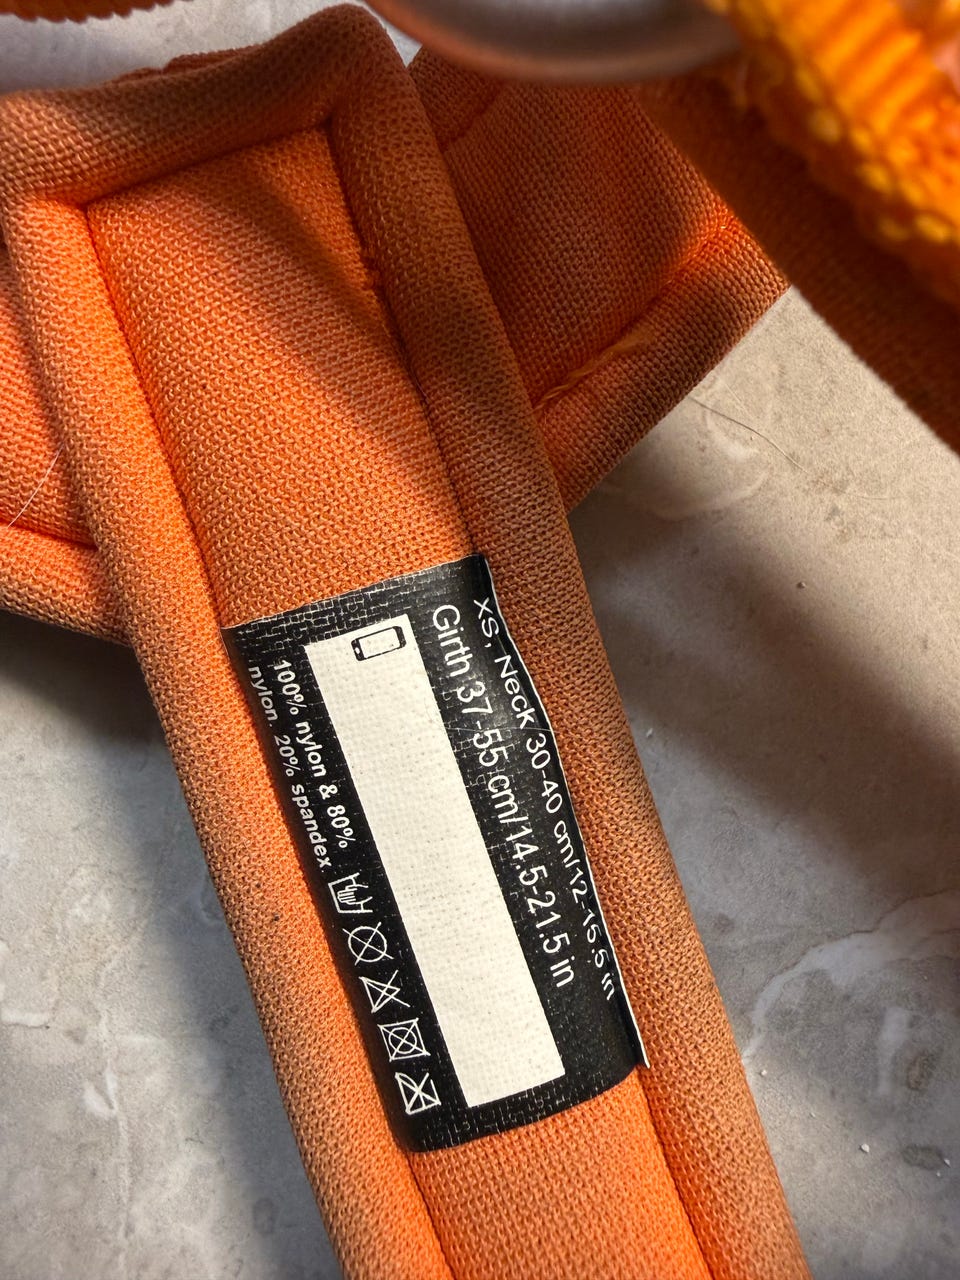 XS, Neck 30-40 cm/12-15.5 in
Girth 37-55 cm/14.5-21.5 in
100% nylon & 80%
nylon. 20% spandex